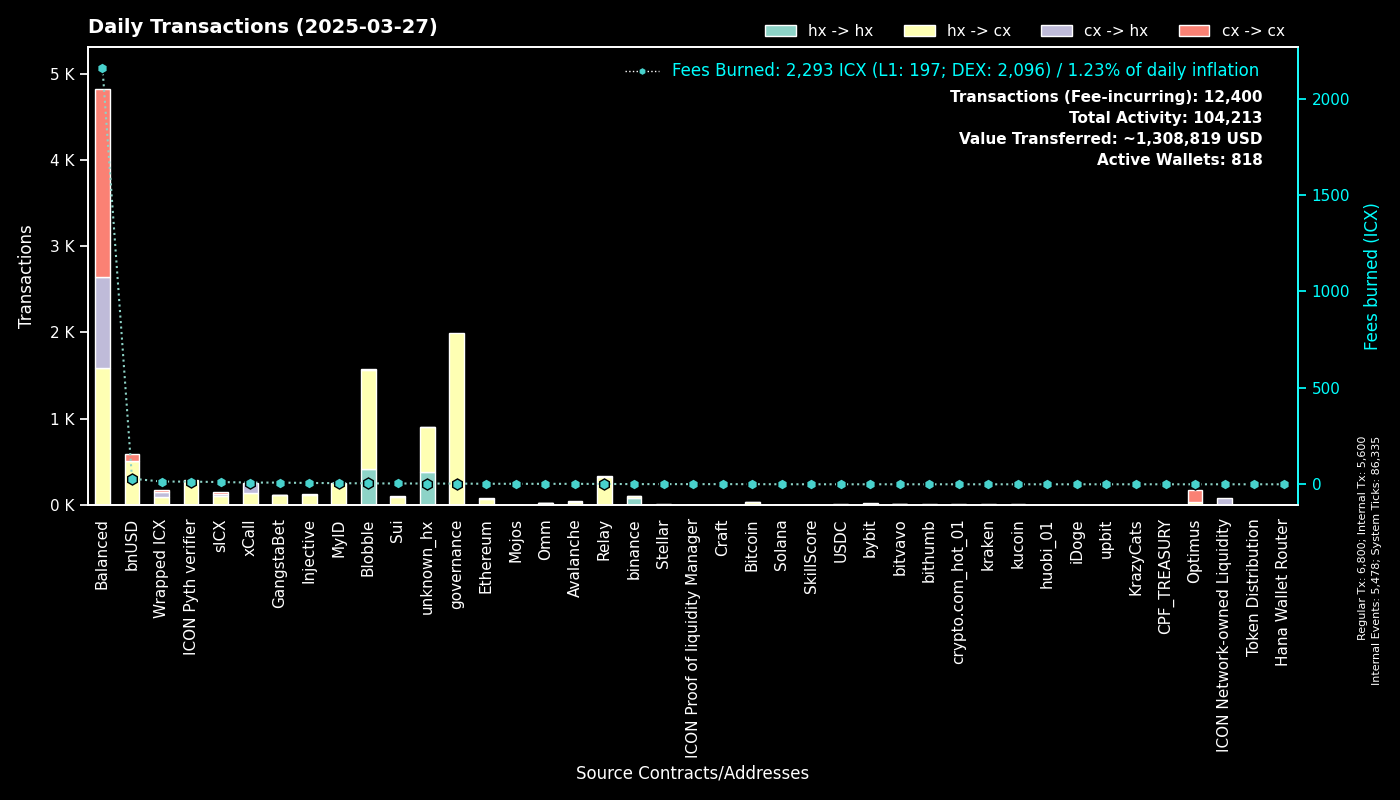 Daily Transactions (2025-03-27)
hx -> hx
hx -> cx
cx -> hx
cx -> cx
Fees Burned: 2,293 ICX (L1: 197; DEX: 2,096) / 1.23% of daily inflation
Transactions (Fee-incurring): 12,400
Total Activity: 104,213
Value Transferred: ~1,308,819 USD
Active Wallets: 818
Transactions
5 K
4 K
3 K
2 K
1 K
0 K
2000
1500
1000
500
0
Fees burned (ICX)
Regular Tx: 6,800; Internal Tx: 5,600
Internal Events: 5,478; System Ticks: 86,335
Balanced
bnUSD
Wrapped ICX
ICON Pyth verifier
sICX
xCall
GangstaBet
Injective
MyID
Blobble
Sui
unknown_hx
governance
Ethereum
Mojos
Omm
Avalanche
Relay
binance
Stellar
ICON Proof of liquidity Manager
Craft
Bitcoin
Solana
SkillScore
USDC
bybit
bitvavo
bithumb
crypto.com_hot_01
kraken
kucoin
huobi_01
iDoge
upbit
KrazyCats
CPF_TREASURY
Optimus
ICON Network-owned Liquidity
Token Distribution
Hana Wallet Router
Source Contracts/Addresses